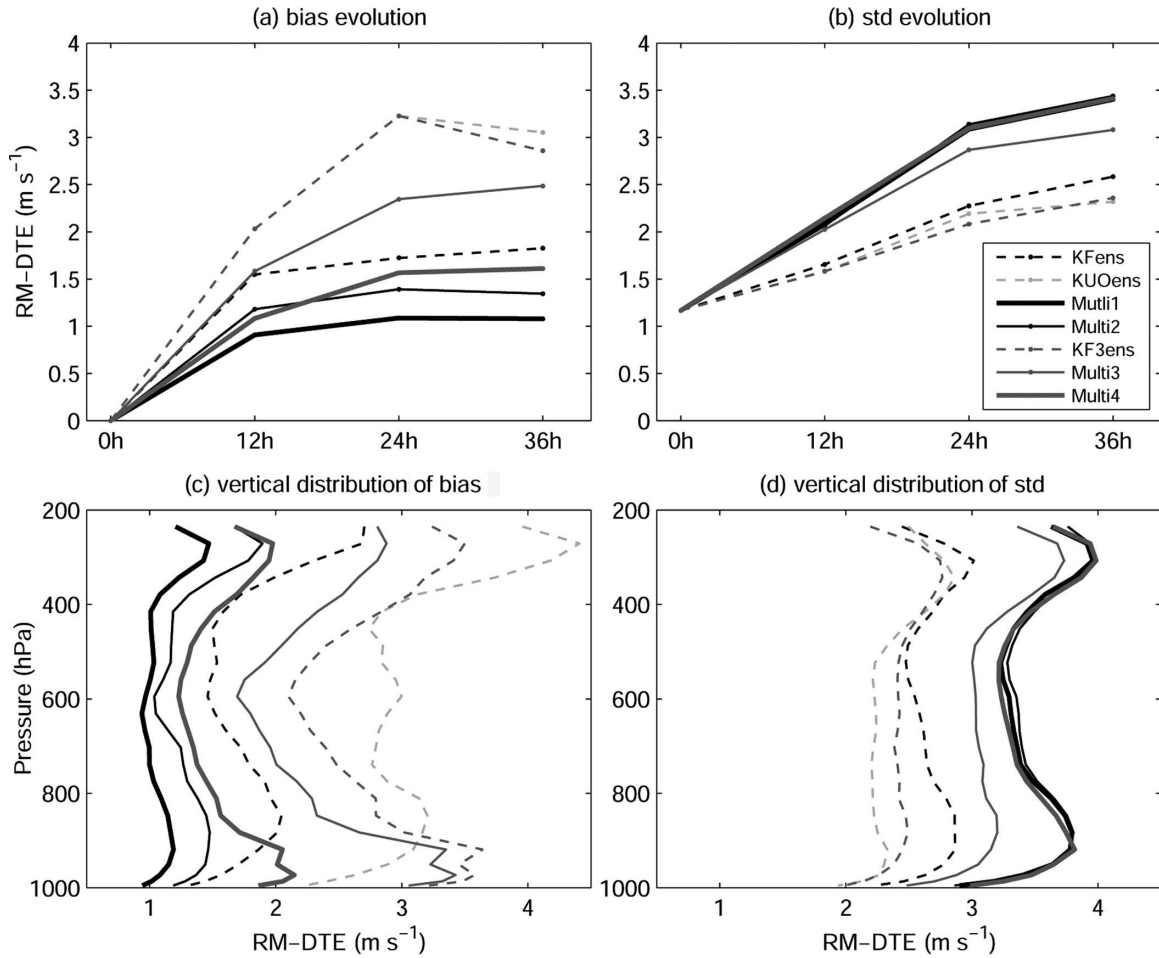 (a) bias evolution
4
3.5
3
2.5
2
1.5
1
0.5
0
RM–DTE (m s⁻¹)
0h 12h 24h 36h
(b) std evolution
4
3.5
3
2.5
2
1.5
1
0.5
0
0h 12h 24h 36h
KFens
KUOens
Mutli1
Multi2
KF3ens
Multi3
Multi4
(c) vertical distribution of bias
200
400
600
800
1000
Pressure (hPa)
1 2 3 4
RM–DTE (m s⁻¹)
(d) vertical distribution of std
200
400
600
800
1000
1 2 3 4
RM–DTE (m s⁻¹)